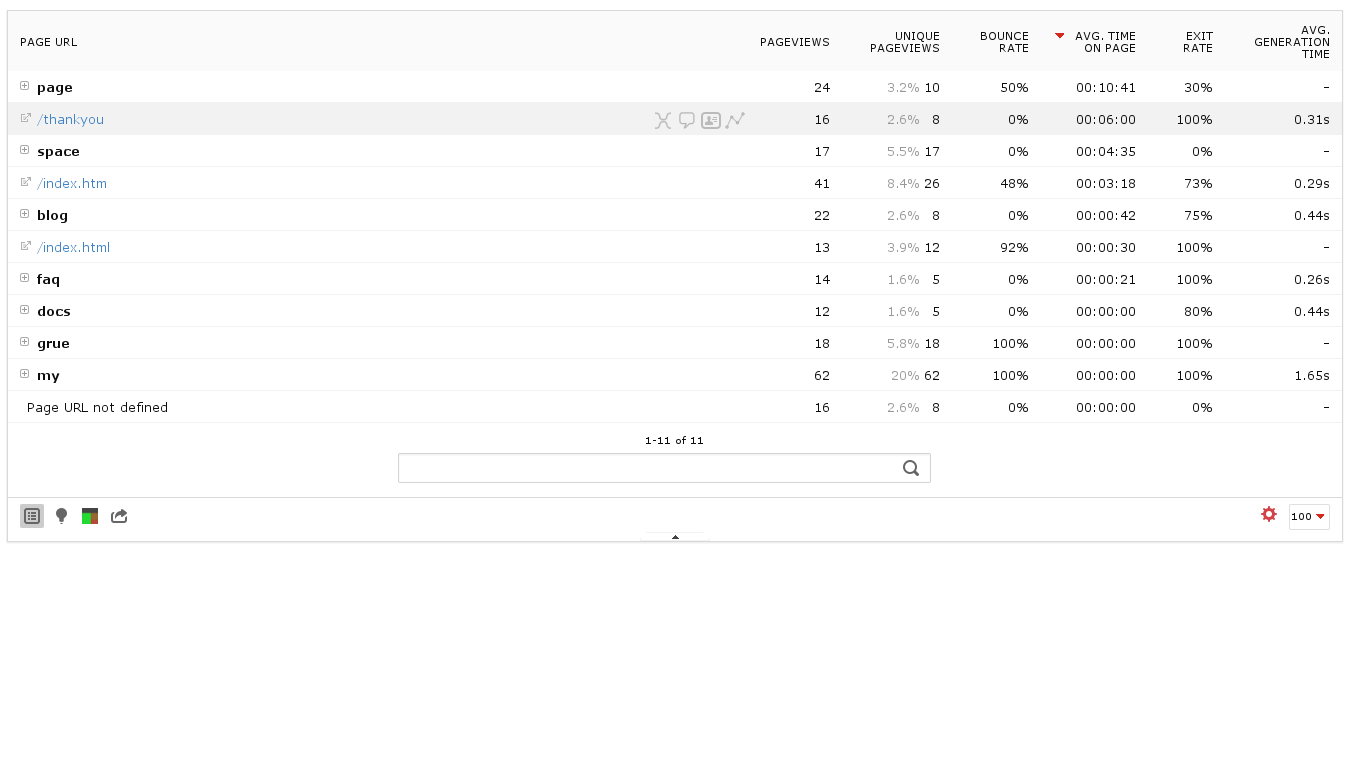 PAGE URL PAGEVIEWS UNIQUE PAGEVIEWS BOUNCE RATE AVG. TIME ON PAGE EXIT RATE AVG. GENERATION TIME
page 24 3.2% 10 50% 00:10:41 30% -
/thankyou 16 2.6% 8 0% 00:06:00 100% 0.31s
space 17 5.5% 17 0% 00:04:35 0% -
/index.htm 41 8.4% 26 48% 00:03:18 73% 0.29s
blog 22 2.6% 8 0% 00:00:42 75% 0.44s
/index.html 13 3.9% 12 92% 00:00:30 100% -
faq 14 1.6% 5 0% 00:00:21 100% 0.26s
docs 12 1.6% 5 0% 00:00:00 80% 0.44s
grue 18 5.8% 18 100% 00:00:00 100% -
my 62 20% 62 100% 00:00:00 100% 1.65s
Page URL not defined 16 2.6% 8 0% 00:00:00 0% -
1-11 of 11
100